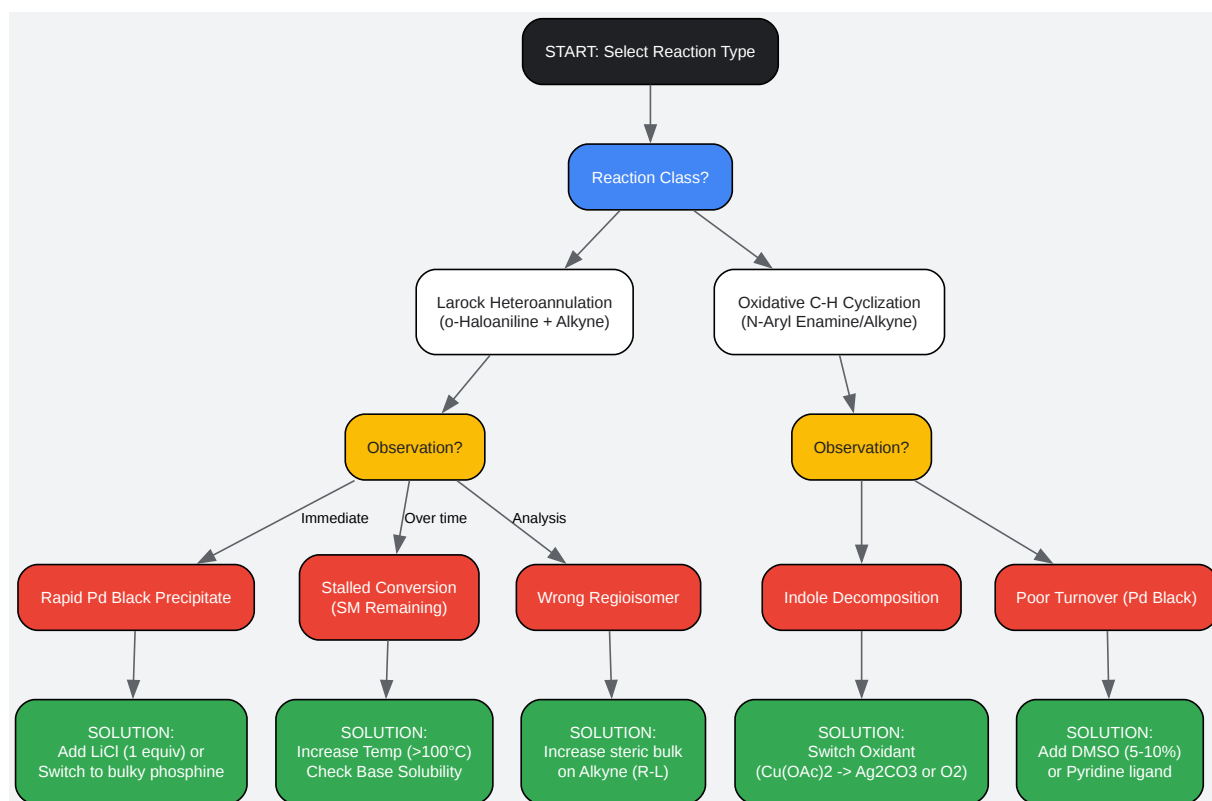 START: Select Reaction Type
Reaction Class?
Larock Heteroannulation
(o-Haloaniline + Alkyne)
Oxidative C-H Cyclization
(N-Aryl Enamine/Alkyne)
Observation?
Observation?
Immediate
Over time
Analysis
Rapid Pd Black Precipitate
Stalled Conversion
(SM Remaining)
Wrong Regioisomer
Indole Decomposition
Poor Turnover (Pd Black)
SOLUTION:
Add LiCl (1 equiv) or
Switch to bulky phosphine
SOLUTION:
Increase Temp (>100°C)
Check Base Solubility
SOLUTION:
Increase steric bulk
on Alkyne (R-L)
SOLUTION:
Switch Oxidant
(Cu(OAc)2 -> Ag2CO3 or O2)
SOLUTION:
Add DMSO (5-10%)
or Pyridine ligand